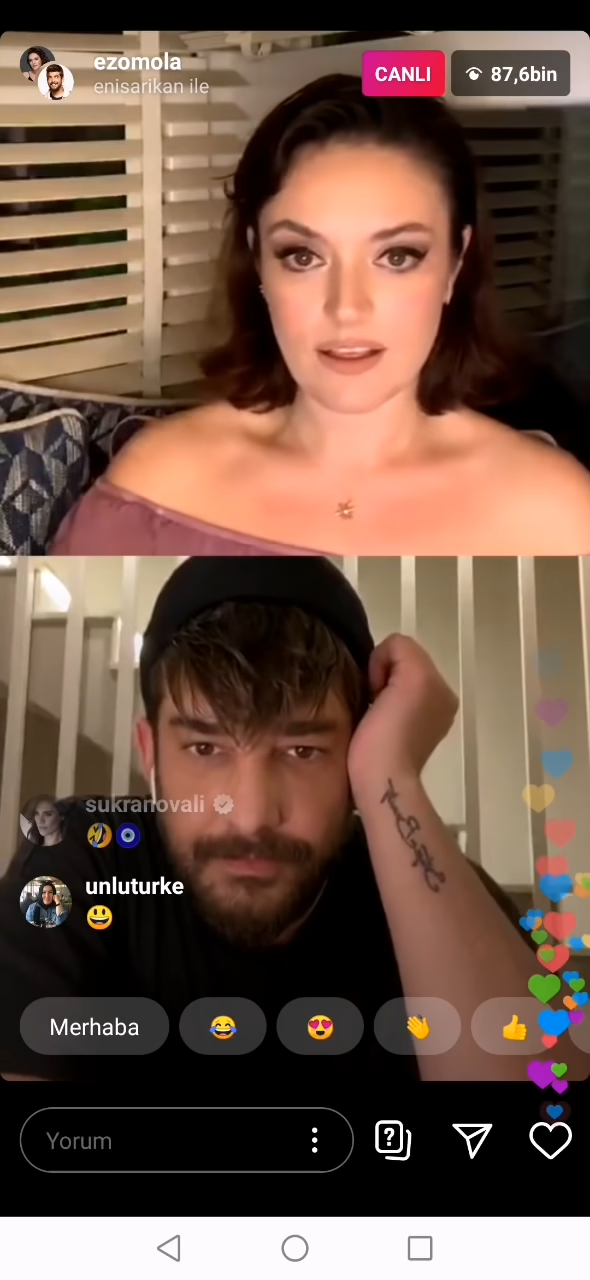 ezomola
enisarikan ile
CANLI
87,6bin
sukranovali
🤣🧿
unluturke
😃
Merhaba
😂
😍
👋
👍
Yorum